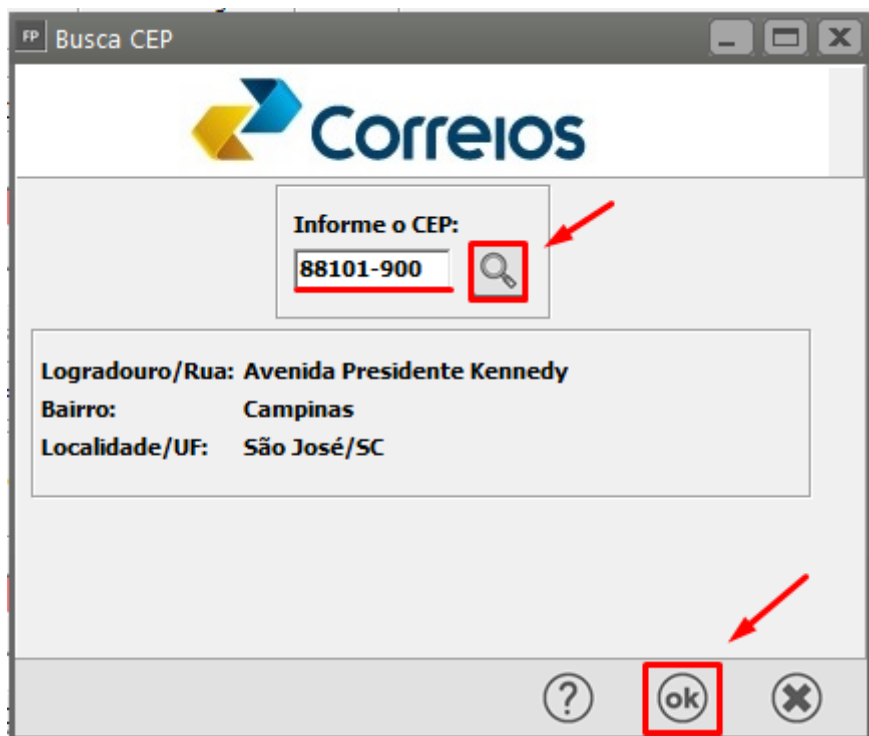 FP Busca CEP
Correios
Informe o CEP:
88101-900
Logradouro/Rua: Avenida Presidente Kennedy
Bairro: Campinas
Localidade/UF: São José/SC
? ok